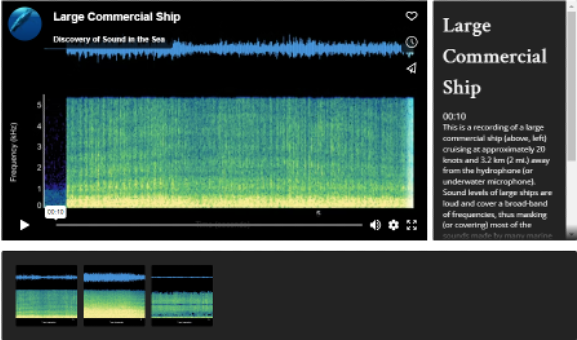 Large Commercial Ship
Discovery of Sound in the Sea
Frequency (kHz)
5
4
3
2
1
0
5
00:10
Large
Commercial
Ship
00:10
This is a recording of a large
commercial ship (above, left)
cruising at approximately 20
knots and 3.2 km (2 mi.) away
from the hydrophone (or
underwater microphone).
Sound levels of large ships are
loud and cover a broad-band
of frequencies, thus masking
(or covering) most of the
sounds made by many marine